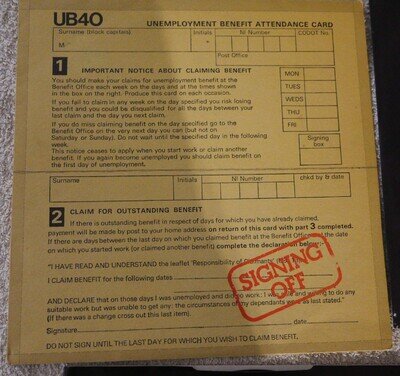 UB40 UNEMPLOYMENT BENEFIT ATTENDANCE CARD
Surname (block capitals) Initials NI Number CODOT No.
M
Post Office
1 IMPORTANT NOTICE ABOUT CLAIMING BENEFIT
You should make your claims for unemployment benefit at the
Benefit Office each week on the days and at the times shown
in the box on the right. Produce this card on each occasion.
If you fail to claim in any week on the day specified you risk losing
benefit and you could be disqualified for all the days between your
last claim and the day you next claim.
If you do miss claiming benefit on the day specified go to the
Benefit Office on the very next day you can (but not on
Saturday or Sunday). Do not wait until the specified day in the following
week.
This notice ceases to apply when you start work or claim another
benefit. If you again become unemployed you should claim benefit on
the first day of unemployment.
MON
TUES
WEDS
THU
FRI
Signing
box
Surname Initials NI Number chkd by & date
2 CLAIM FOR OUTSTANDING BENEFIT
If there is outstanding benefit in respect of days for which you have already claimed,
payment will be made by post to your home address on return of this card with part 3 completed.
If there are days between the last day on which you claimed benefit at the Benefit Office and the date
on which you started work (or claimed another benefit) complete the declaration below:-
"I HAVE READ AND UNDERSTAND the leaflet 'Responsibility of Claimants'
I CLAIM BENEFIT for the following dates
AND DECLARE that on those days I was unemployed and did no work: I was able and willing to do any
suitable work but was unable to get any: the circumstances of my dependants were as last stated."
(If there was a change cross out this last item).
Signature date
DO NOT SIGN UNTIL THE LAST DAY FOR WHICH YOU WISH TO CLAIM BENEFIT.
SIGNING
OFF